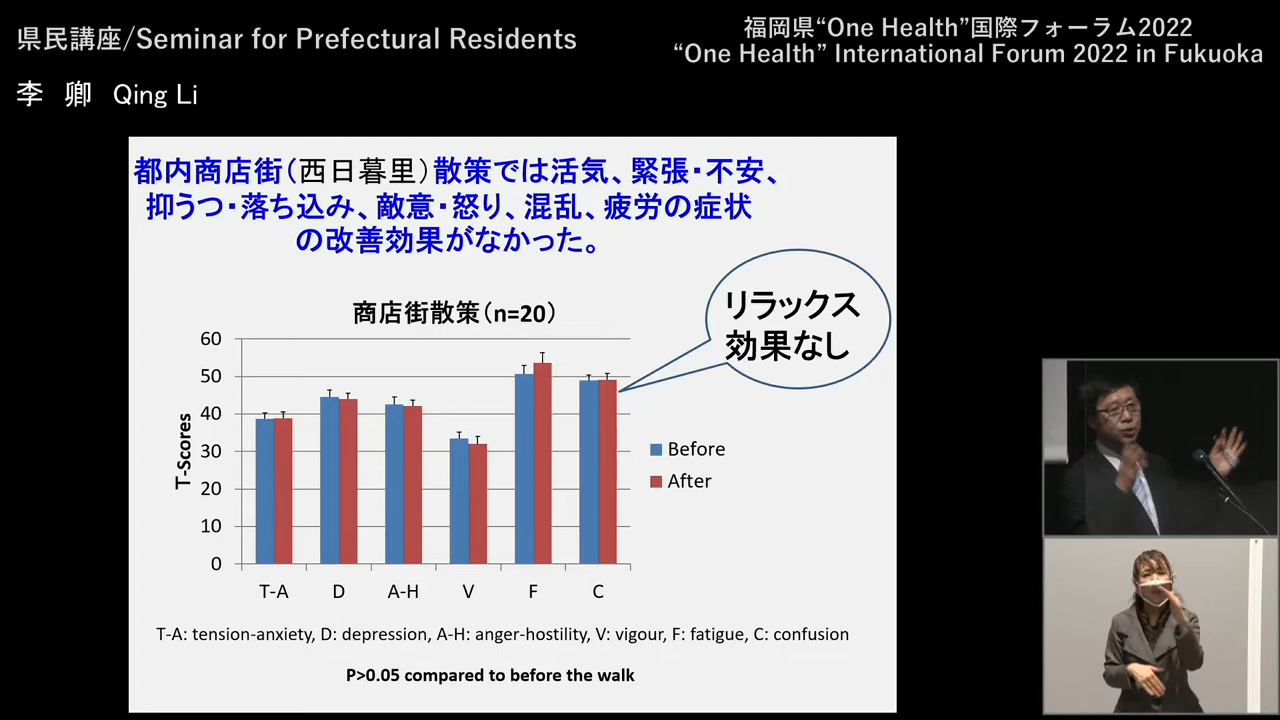 県民講座/Seminar for Prefectural Residents
福岡県“One Health”国際フォーラム2022
“One Health” International Forum 2022 in Fukuoka
李 卿 Qing Li
都内商店街(西日暮里)散策では活気、緊張・不安、
抑うつ・落ち込み、敵意・怒り、混乱、疲労の症状
の改善効果がなかった。
リラックス
効果なし
商店街散策(n=20)
T-Scores
60
50
40
30
20
10
0
T-A D A-H V F C
Before
After
T-A: tension-anxiety, D: depression, A-H: anger-hostility, V: vigour, F: fatigue, C: confusion
P>0.05 compared to before the walk